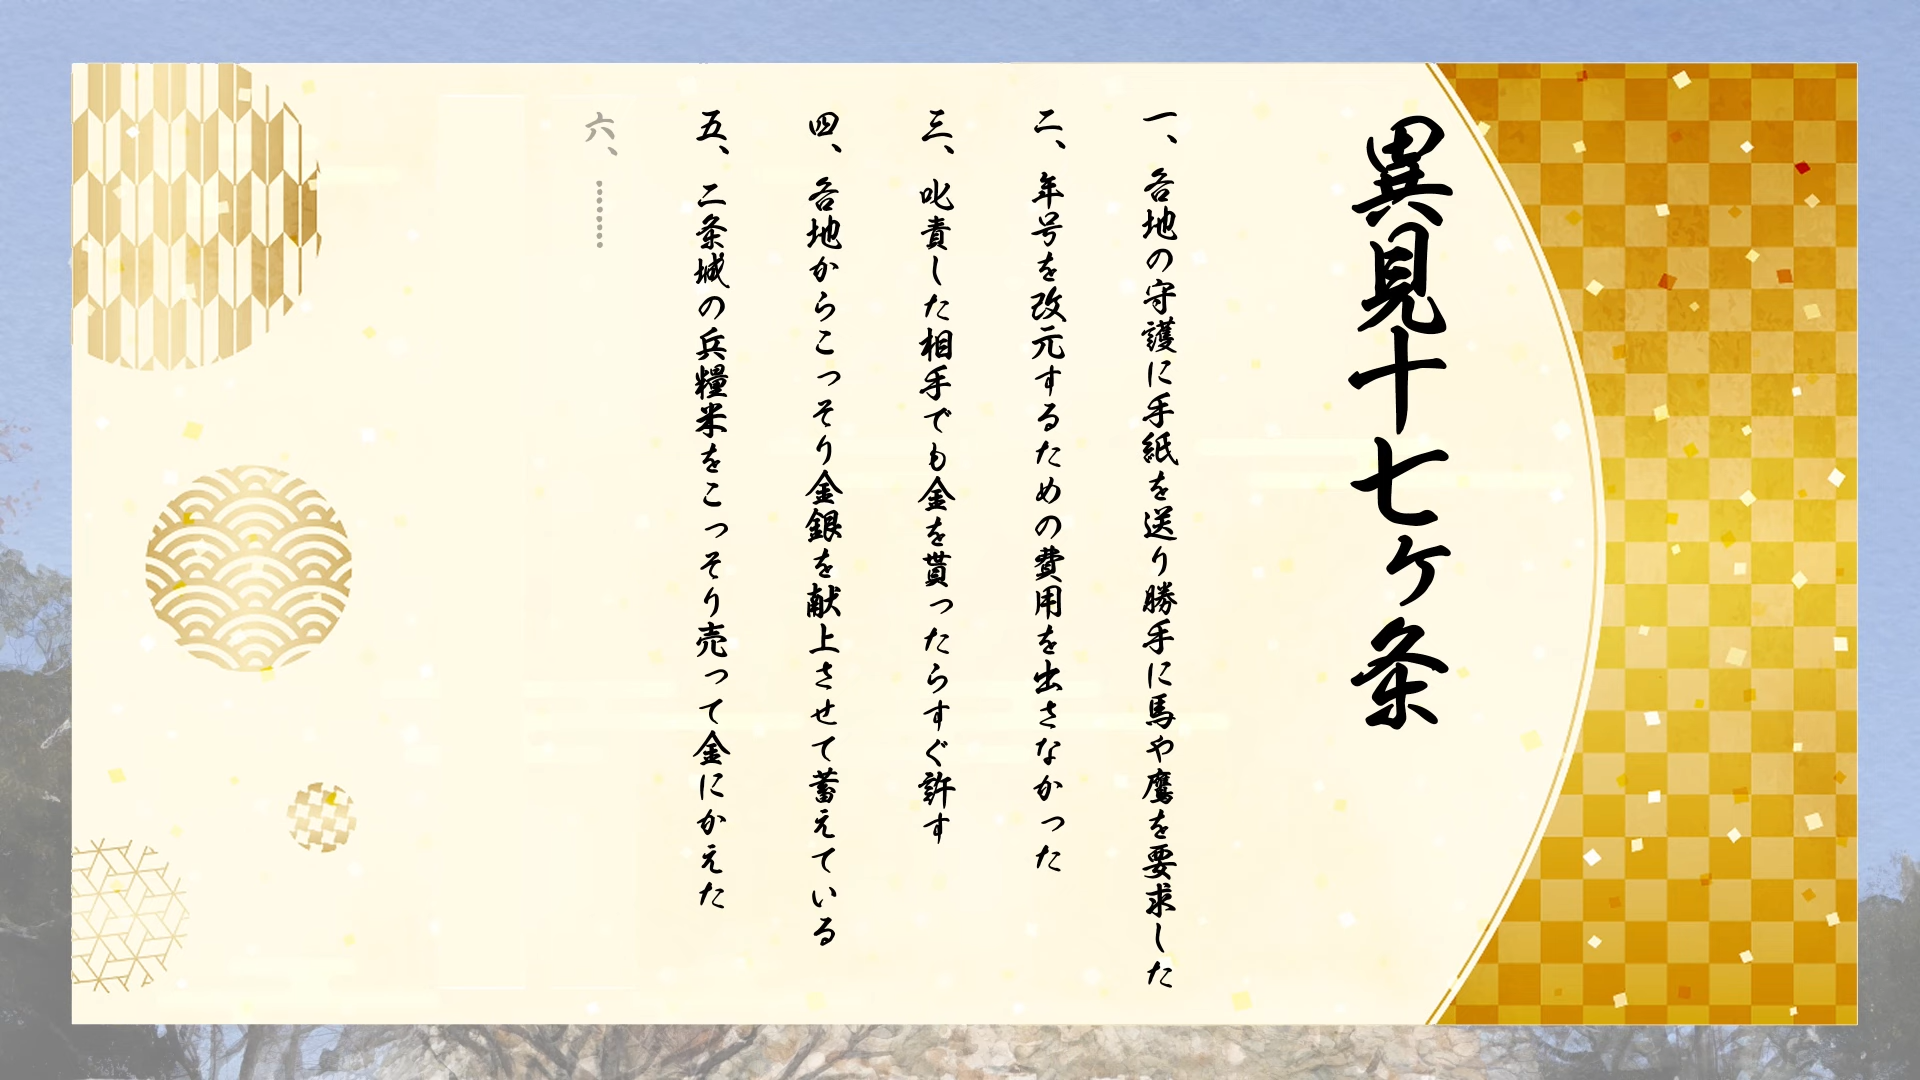 異見十七ヶ条
一、各地の守護に手紙を送り勝手に馬や鷹を要求した
二、年号を改元するための費用を出さなかった
三、叱責した相手でも金を貰ったらすぐ許す
四、各地からこっそり金銀を献上させて蓄えている
五、二条城の兵糧米をこっそり売って金にかえた
六、……